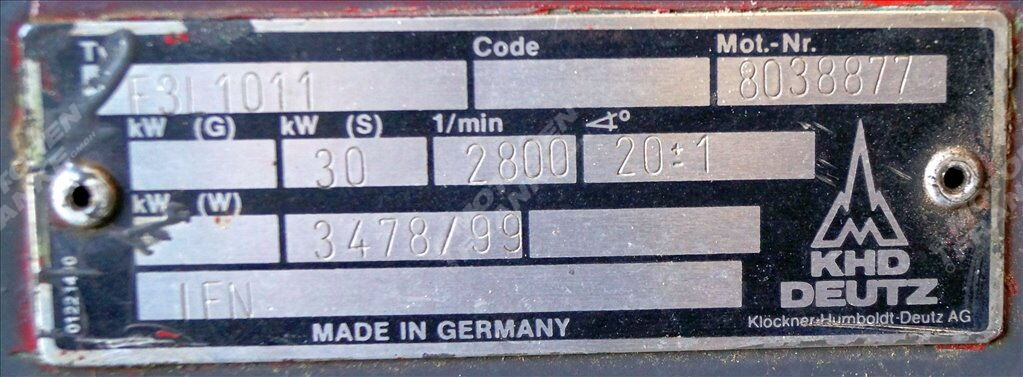 Code Mot.-Nr.
F3L1011 8038877
kW (G) kW (S) 1/min ∢°
30 2800 20±1
kW (W)
3478/99
IFN
KHD
DEUTZ
Klöckner-Humboldt-Deutz AG
MADE IN GERMANY